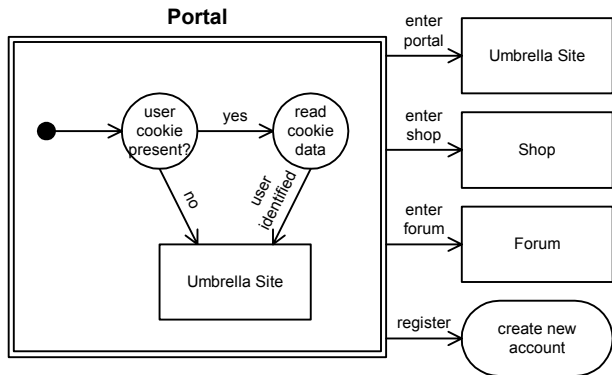 Portal
user
cookie
present?
yes
read
cookie
data
no
user
identified
Umbrella Site
enter
portal
Umbrella Site
enter
shop
Shop
enter
forum
Forum
register
create new
account